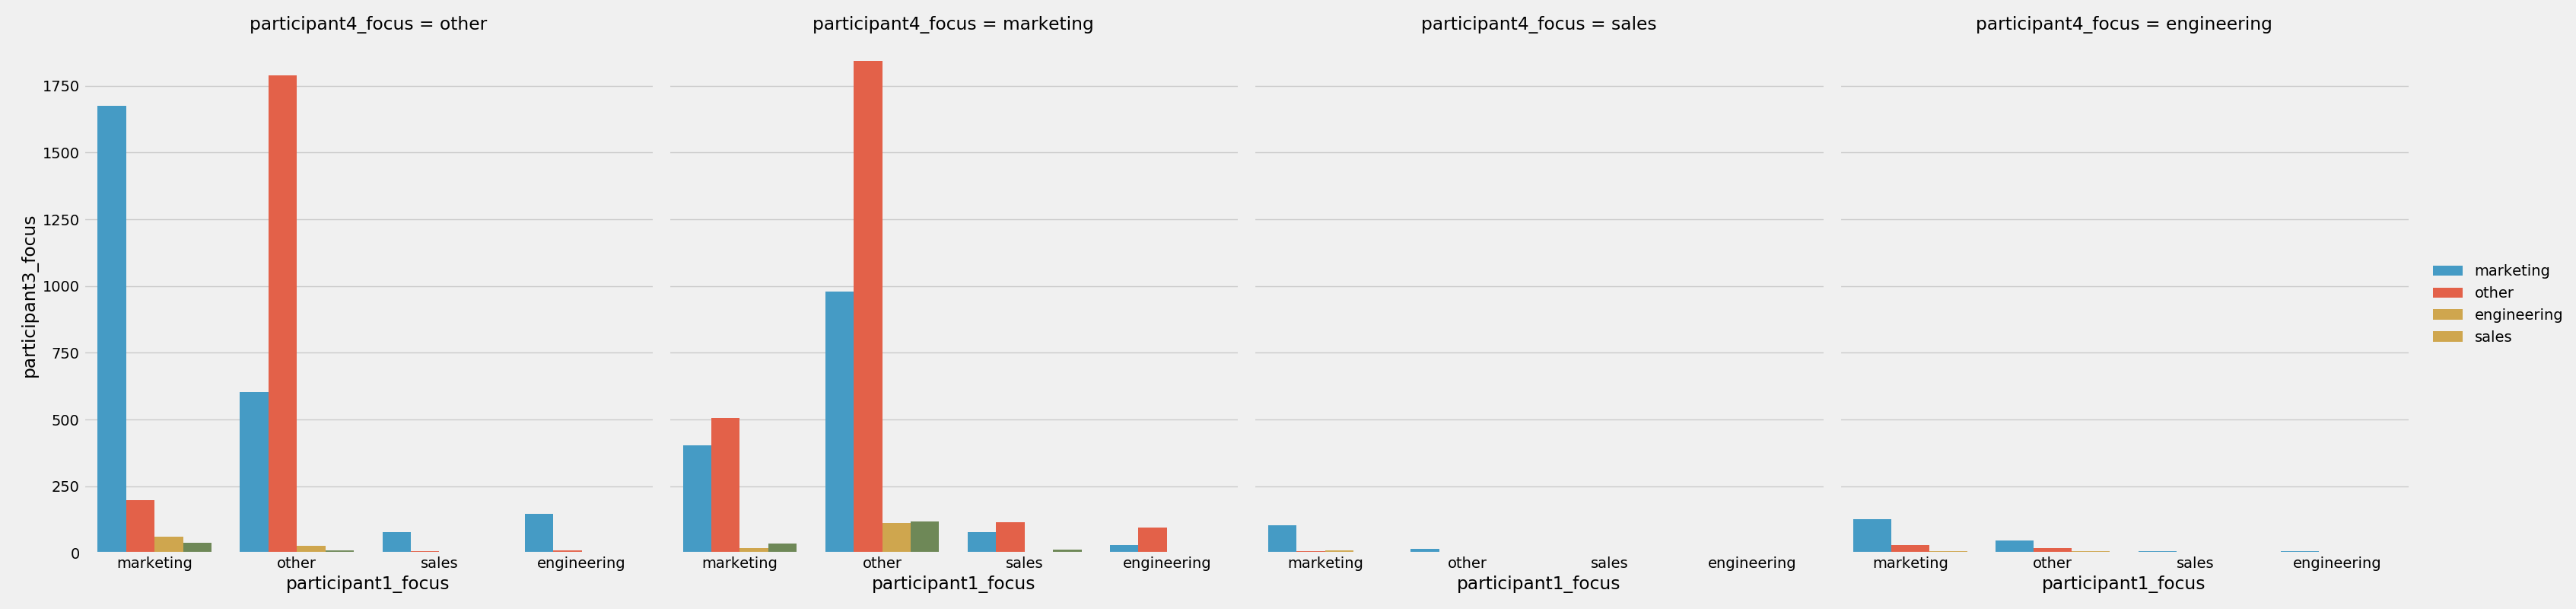 participant4_focus = other
participant4_focus = marketing
participant4_focus = sales
participant4_focus = engineering
participant3_focus
1750
1500
1250
1000
750
500
250
0
marketing other sales engineering
marketing other sales engineering
marketing other sales engineering
marketing other sales engineering
participant1_focus
participant1_focus
participant1_focus
participant1_focus
marketing
other
engineering
sales